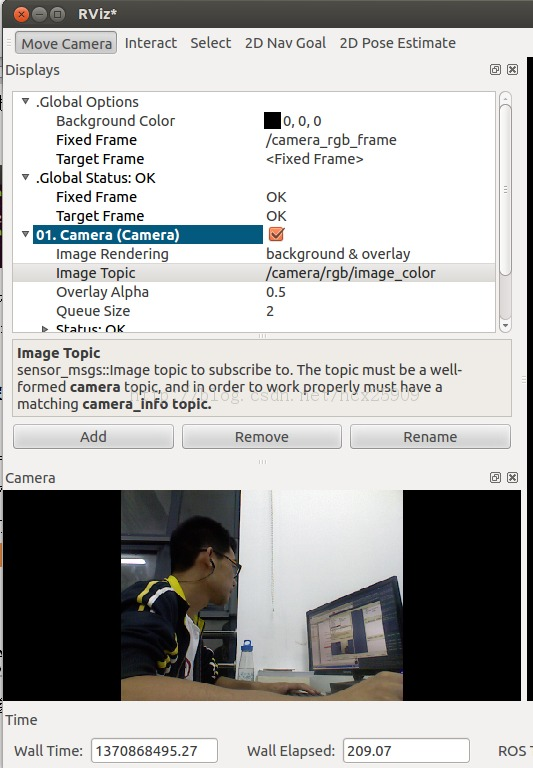 RViz*
Move Camera Interact Select 2D Nav Goal 2D Pose Estimate
Displays
.Global Options
Background Color 0, 0, 0
Fixed Frame /camera_rgb_frame
Target Frame <Fixed Frame>
.Global Status: OK
Fixed Frame OK
Target Frame OK
01. Camera (Camera)
Image Rendering background & overlay
Image Topic /camera/rgb/image_color
Overlay Alpha 0.5
Queue Size 2
Status: OK
Image Topic
sensor_msgs::Image topic to subscribe to. The topic must be a well-
formed camera topic, and in order to work properly must have a
matching camera_info topic.
http://blog.csdn.net/hcx25909
Add Remove Rename
Camera
Time
Wall Time: 1370868495.27 Wall Elapsed: 209.07 ROS T